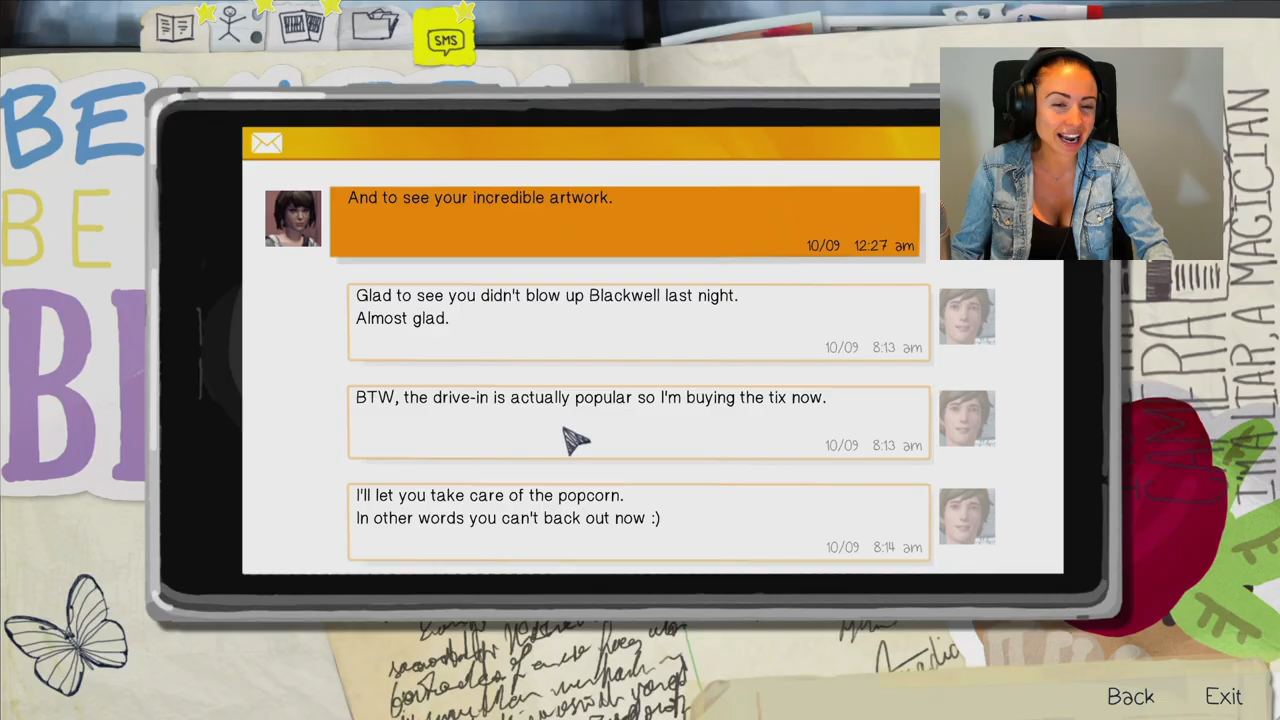 SMS
And to see your incredible artwork.
10/09 12:27 am
Glad to see you didn't blow up Blackwell last night.
Almost glad.
10/09 8:13 am
BTW, the drive-in is actually popular so I'm buying the tix now.
10/09 8:13 am
I'll let you take care of the popcorn.
In other words you can't back out now :)
10/09 8:14 am
BE
BE
CAMERA
I'M A LIAR, A MAGICIAN
Back Exit